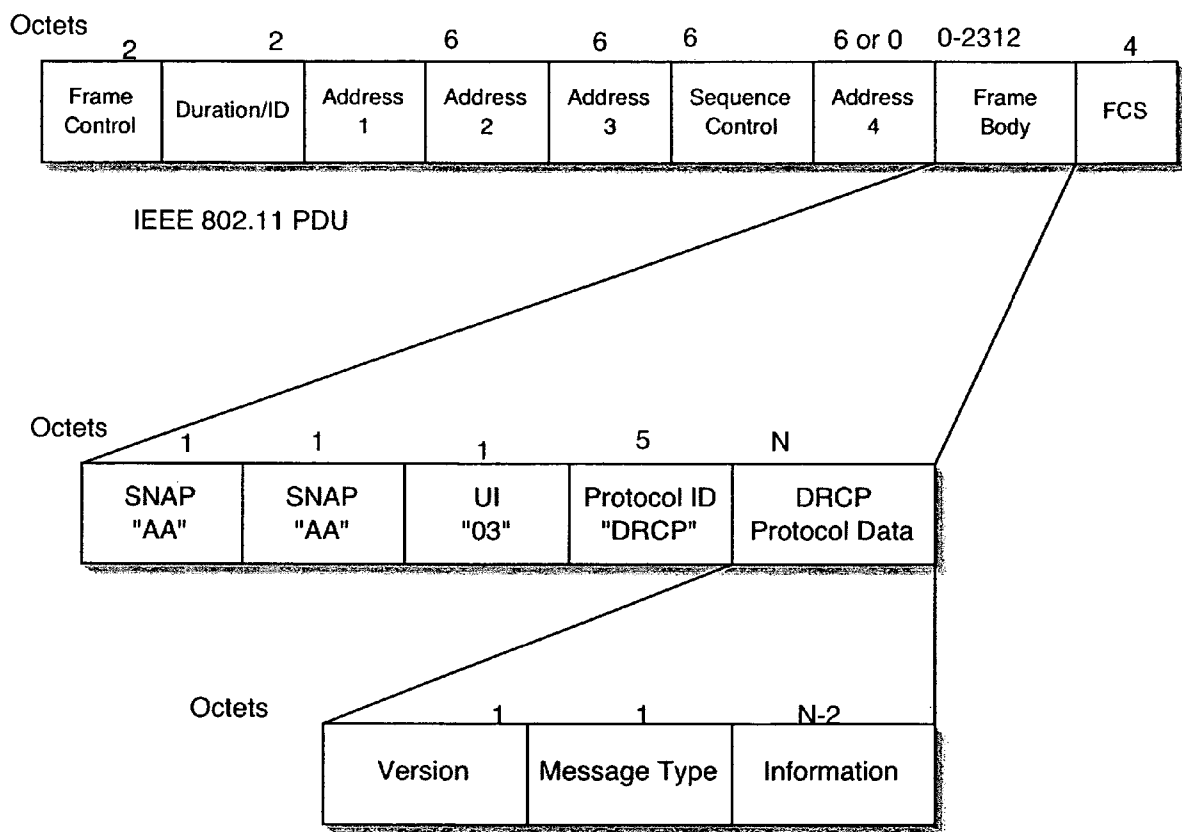 Octets
2 2 6 6 6 6 or 0 0-2312 4
Frame Control
Duration/ID
Address 1
Address 2
Address 3
Sequence Control
Address 4
Frame Body
FCS
IEEE 802.11 PDU
Octets
1 1 1 5 N
SNAP "AA"
SNAP "AA"
UI "03"
Protocol ID "DRCP"
DRCP Protocol Data
Octets
1 1 N-2
Version
Message Type
Information